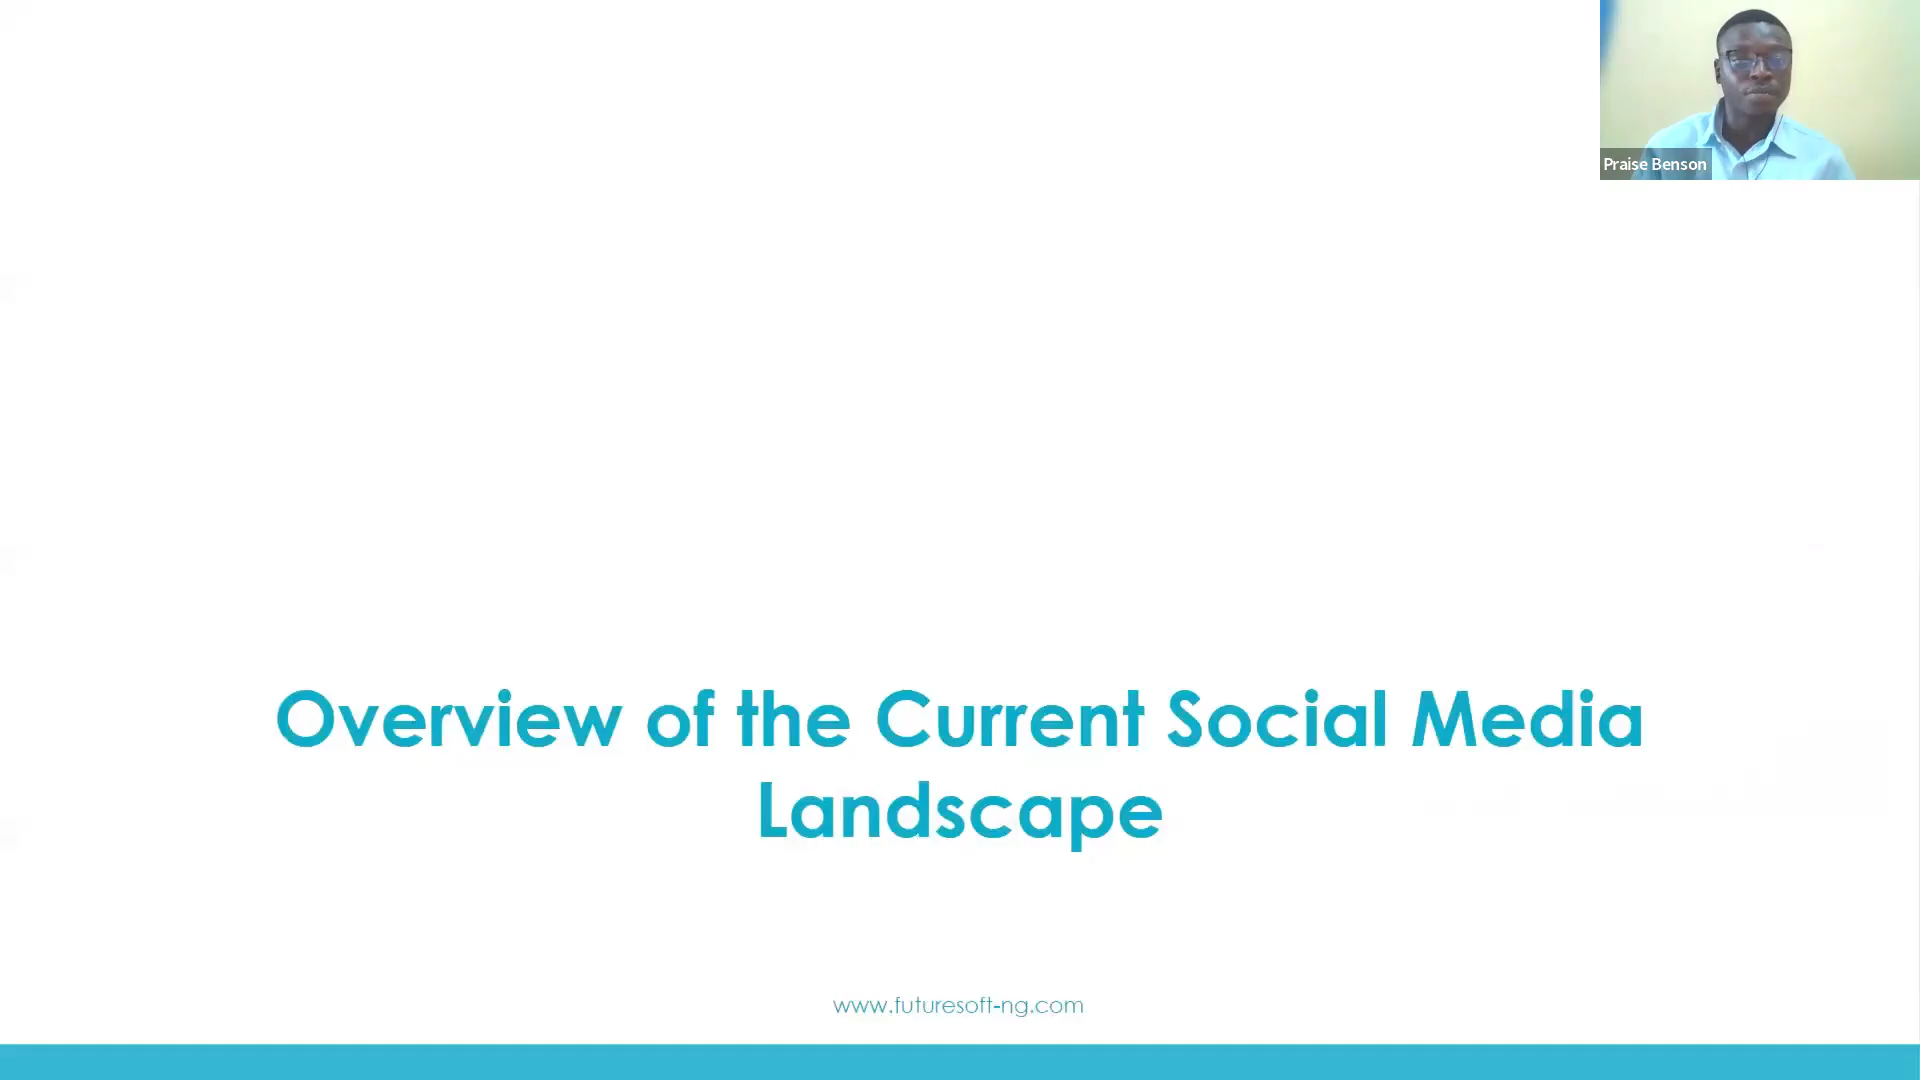 Praise Benson
Overview of the Current Social Media
Landscape
www.futuresoft-ng.com